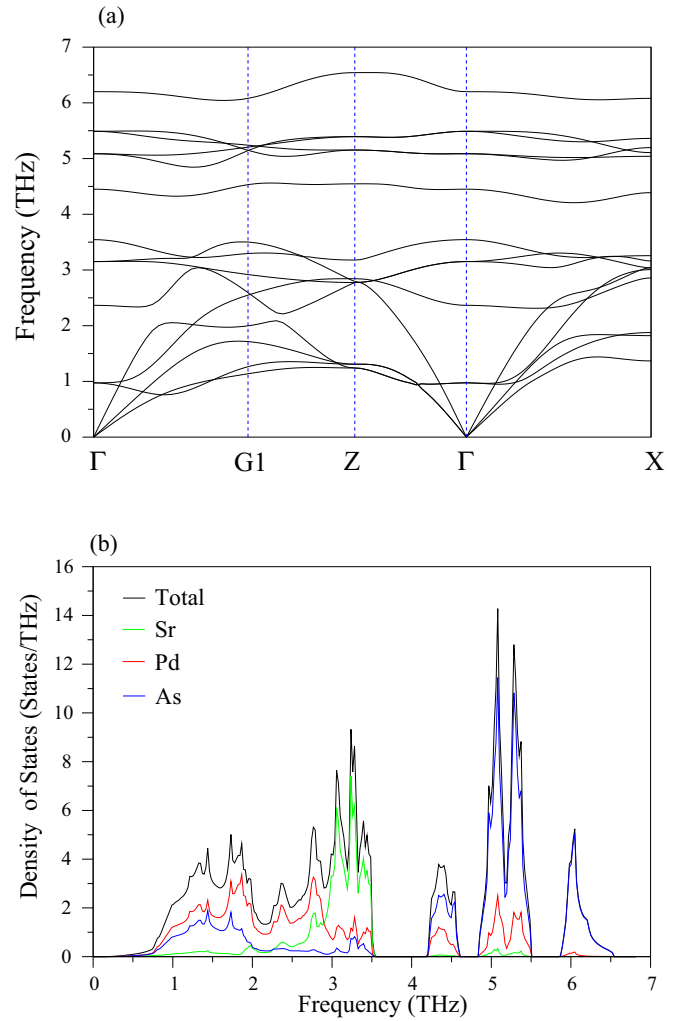 (a)
7
6
5
4
3
2
1
0
Frequency (THz)
Γ G1 Z Γ X
(b)
16
14
12
10
8
6
4
2
0
Density of States (States/THz)
Total
Sr
Pd
As
0 1 2 3 4 5 6 7
Frequency (THz)